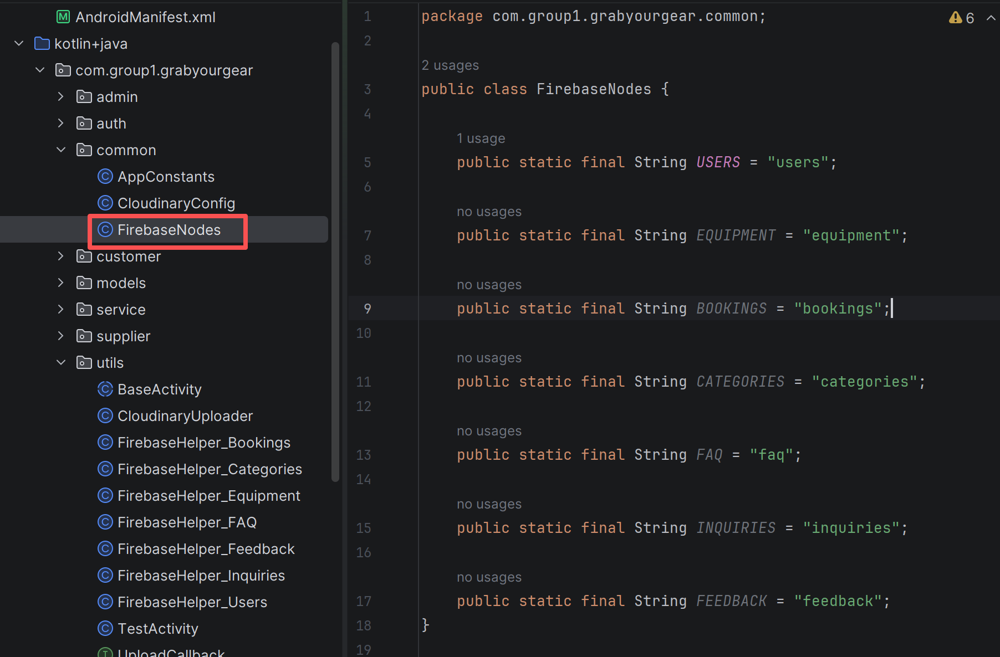 AndroidManifest.xml
kotlin+java
com.group1.grabyourgear
admin
auth
common
AppConstants
CloudinaryConfig
FirebaseNodes
customer
models
service
supplier
utils
BaseActivity
CloudinaryUploader
FirebaseHelper_Bookings
FirebaseHelper_Categories
FirebaseHelper_Equipment
FirebaseHelper_FAQ
FirebaseHelper_Feedback
FirebaseHelper_Inquiries
FirebaseHelper_Users
TestActivity
UploadCallback
6
1 package com.group1.grabyourgear.common;
2
2 usages
3 public class FirebaseNodes {
4
1 usage
5 public static final String USERS = "users";
6
no usages
7 public static final String EQUIPMENT = "equipment";
8
no usages
9 public static final String BOOKINGS = "bookings";
10
no usages
11 public static final String CATEGORIES = "categories";
12
no usages
13 public static final String FAQ = "faq";
14
no usages
15 public static final String INQUIRIES = "inquiries";
16
no usages
17 public static final String FEEDBACK = "feedback";
18 }
19